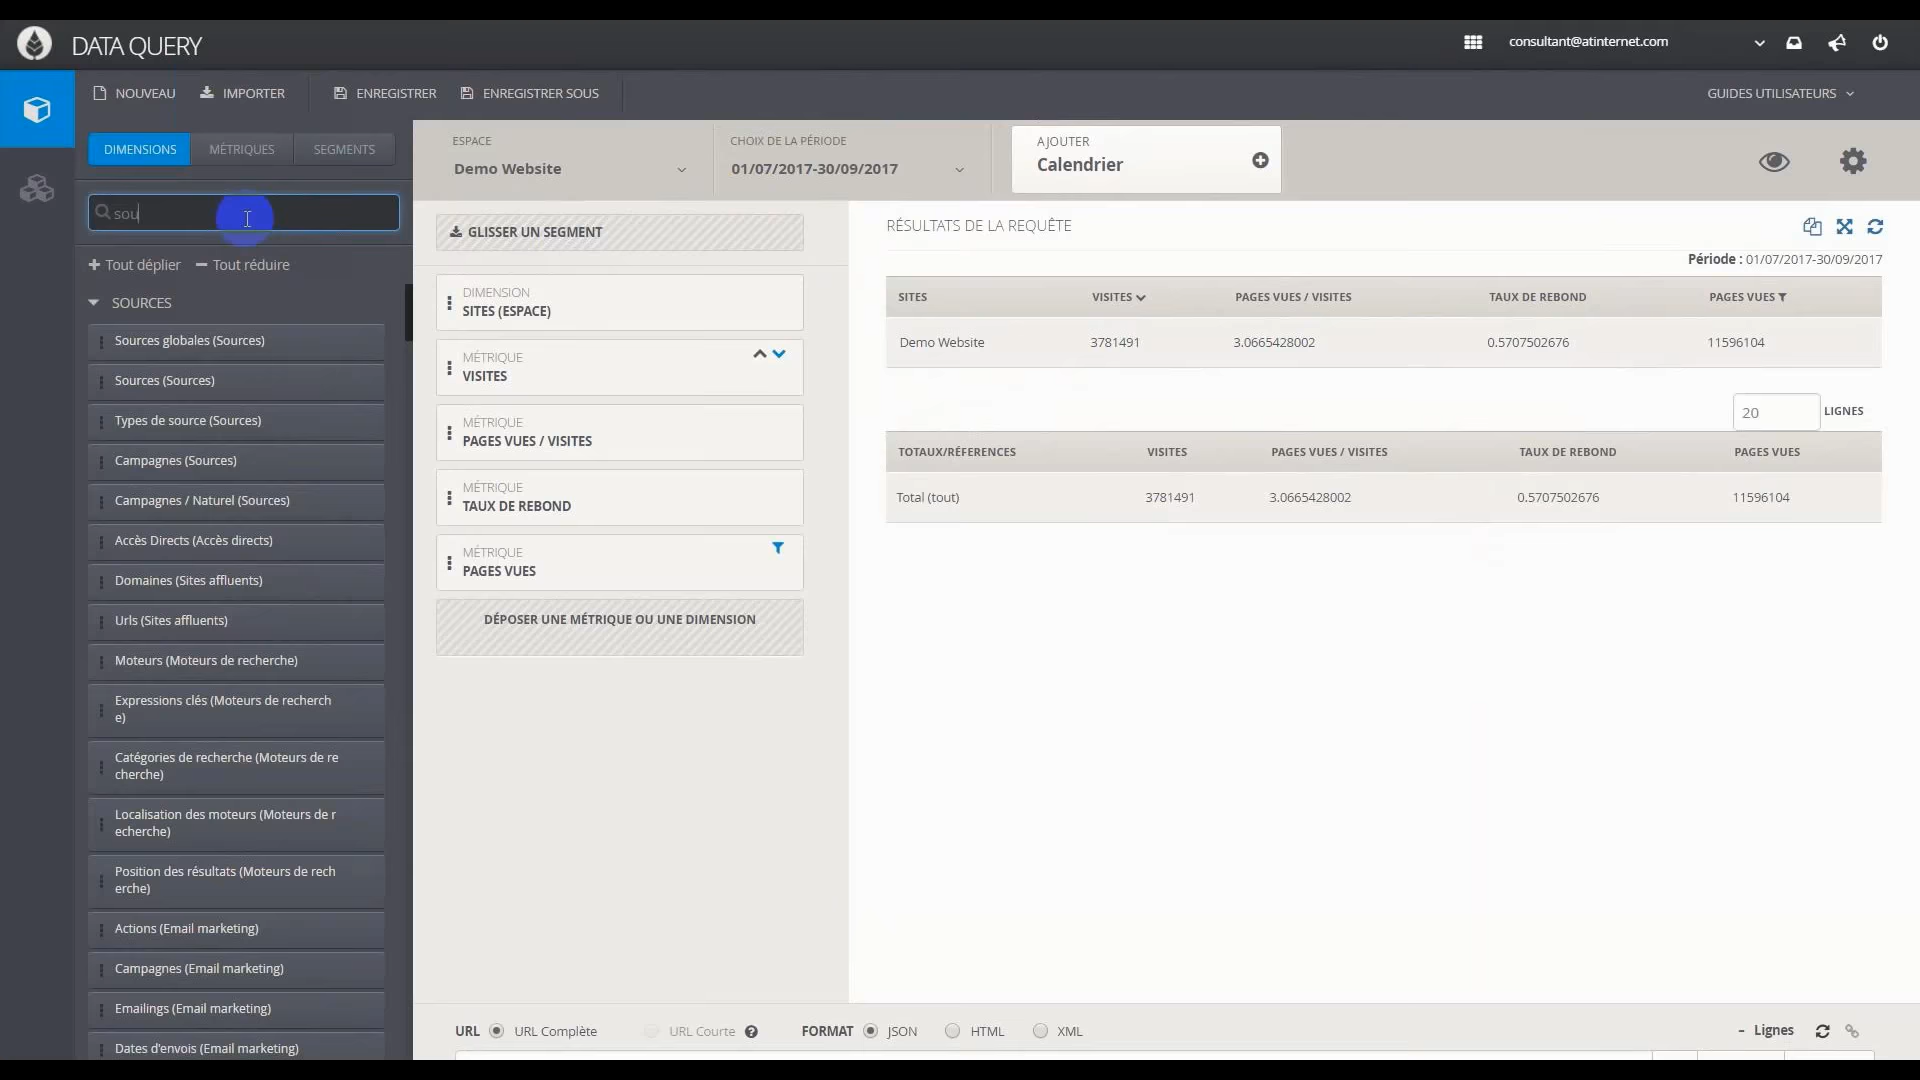 DATA QUERY
consultant@atinternet.com
NOUVEAU
IMPORTER
ENREGISTRER
ENREGISTRER SOUS
GUIDES UTILISATEURS
DIMENSIONS
MÉTRIQUES
SEGMENTS
ESPACE
Demo Website
CHOIX DE LA PÉRIODE
01/07/2017-30/09/2017
AJOUTER
Calendrier
sou
Tout déplier
Tout réduire
SOURCES
Sources globales (Sources)
Sources (Sources)
Types de source (Sources)
Campagnes (Sources)
Campagnes / Naturel (Sources)
Accès Directs (Accès directs)
Domaines (Sites affluents)
Urls (Sites affluents)
Moteurs (Moteurs de recherche)
Expressions clés (Moteurs de recherch
e)
Catégories de recherche (Moteurs de re
cherche)
Localisation des moteurs (Moteurs de r
echerche)
Position des résultats (Moteurs de rech
erche)
Actions (Email marketing)
Campagnes (Email marketing)
Emailings (Email marketing)
Dates d'envois (Email marketing)
GLISSER UN SEGMENT
DIMENSION
SITES (ESPACE)
MÉTRIQUE
VISITES
MÉTRIQUE
PAGES VUES / VISITES
MÉTRIQUE
TAUX DE REBOND
MÉTRIQUE
PAGES VUES
DÉPOSER UNE MÉTRIQUE OU UNE DIMENSION
RÉSULTATS DE LA REQUÊTE
Période : 01/07/2017-30/09/2017
SITES VISITES PAGES VUES / VISITES TAUX DE REBOND PAGES VUES
Demo Website 3781491 3.0665428002 0.5707502676 11596104
20 LIGNES
TOTAUX/RÉFERENCES VISITES PAGES VUES / VISITES TAUX DE REBOND PAGES VUES
Total (tout) 3781491 3.0665428002 0.5707502676 11596104
URL URL Complète URL Courte ? FORMAT JSON HTML XML
– Lignes